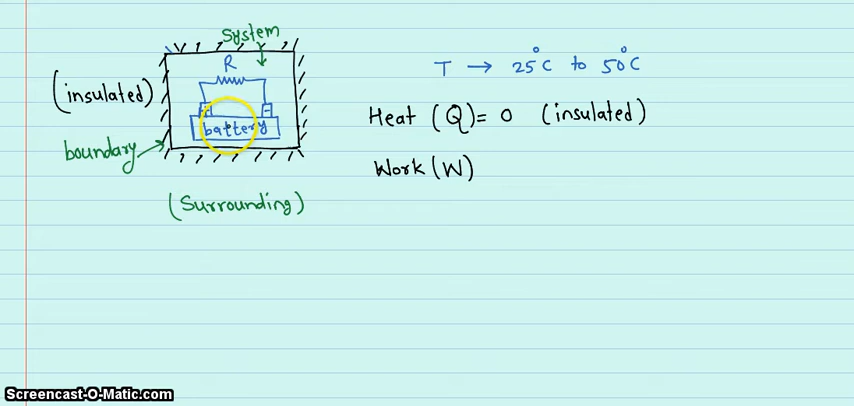 System
R
(insulated)
+ -
battery
boundary
(Surrounding)
T → 25°C to 50°C
Heat (Q)= 0 (insulated)
Work (W)
Screencast-O-Matic.com